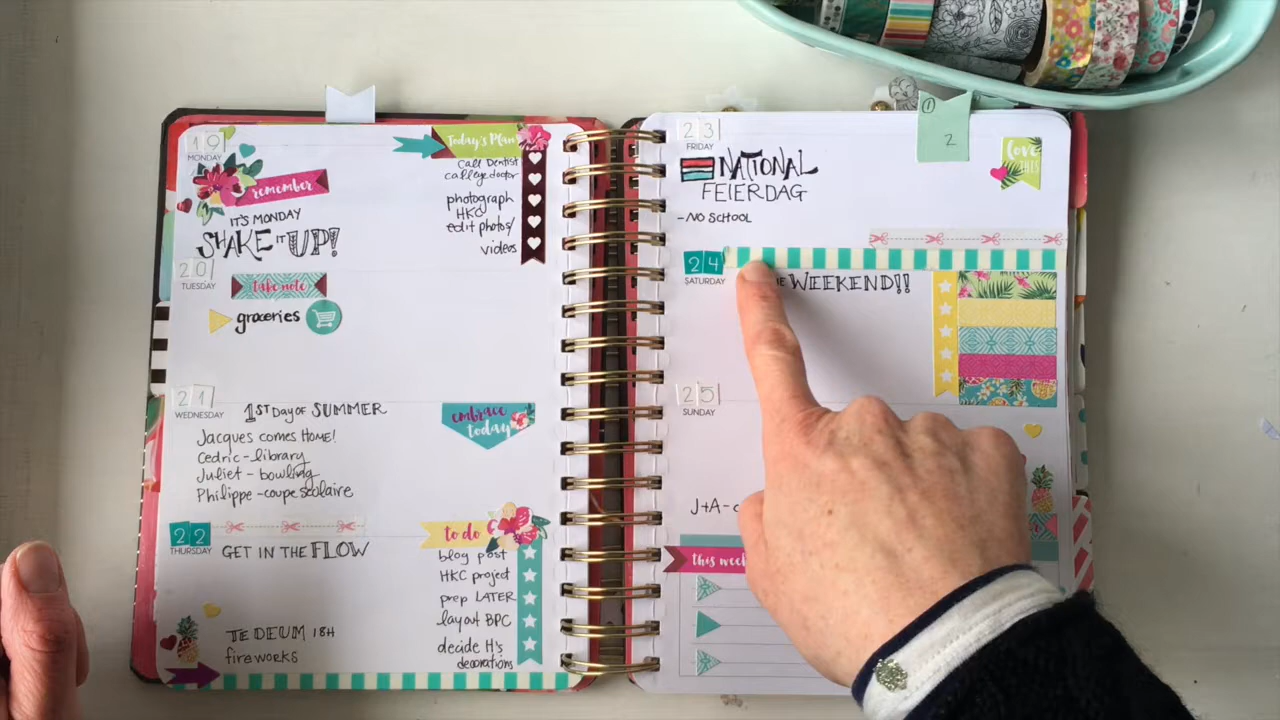 19
MONDAY
remember
IT'S MONDAY
SHAKE IT UP!
Today's Plan
Call Dentist
call eye doctor
photograph
HKC
edit photos/
videos
20
TUESDAY
take note
groceries
21
WEDNESDAY
1ST DAY OF SUMMER
Jacques comes HOME!
Cedric - library
Juliet - bowling
Philippe - coupe scolaire
embrace
today
22
THURSDAY
GET IN THE FLOW
TE DEUM 18H
fireworks
to do
blog post
HKC project
prep LATER
layout BPC
decide H's
decorations
1
2
23
FRIDAY
NATIONAL
FEIERDAG
- NO SCHOOL
love
THIS
24
SATURDAY
WEEKEND!!
25
SUNDAY
J+A-
this week